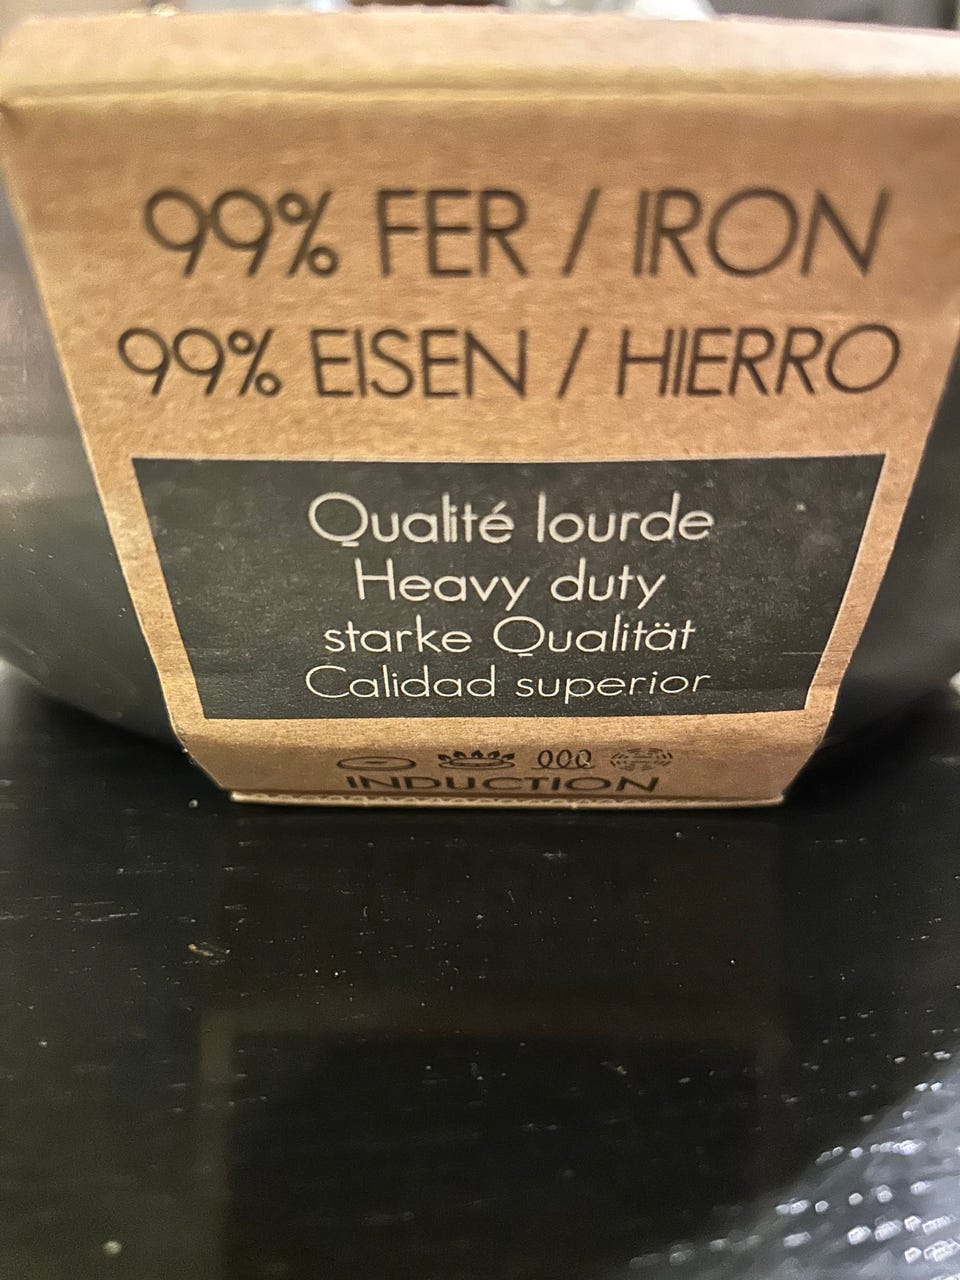 99% FER / IRON
99% EISEN / HIERRO
Qualité lourde
Heavy duty
starke Qualität
Calidad superior
INDUCTION